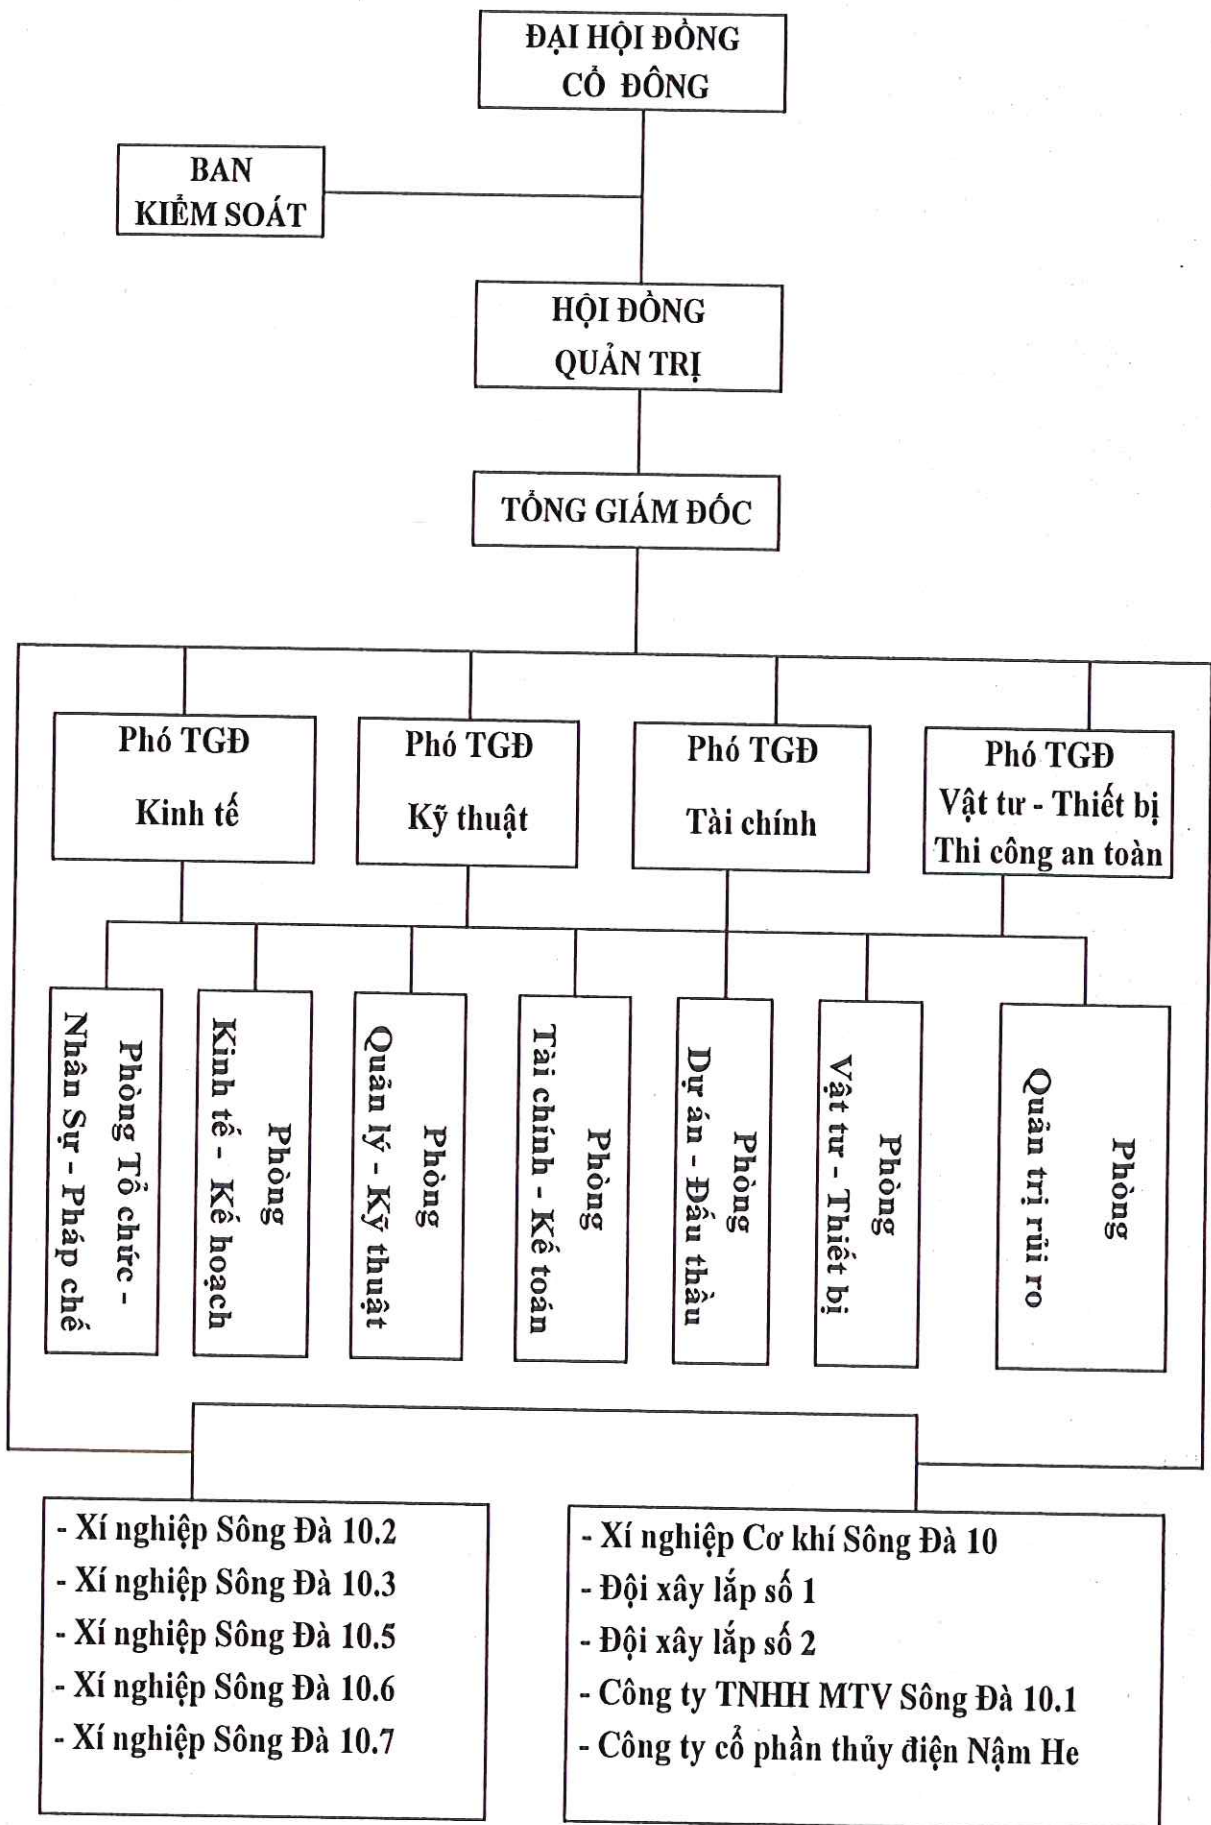 ĐẠI HỘI ĐỒNG
CỔ ĐÔNG
BAN
KIỂM SOÁT
HỘI ĐỒNG
QUẢN TRỊ
TỔNG GIÁM ĐỐC
Phó TGĐ
Kinh tế
Phó TGĐ
Kỹ thuật
Phó TGĐ
Tài chính
Phó TGĐ
Vật tư - Thiết bị
Thi công an toàn
Phòng Tổ chức -
Nhân Sự - Pháp chế
Phòng
Kinh tế - Kế hoạch
Phòng
Quản lý - Kỹ thuật
Phòng
Tài chính - Kế toán
Phòng
Dự án - Đấu thầu
Phòng
Vật tư - Thiết bị
Phòng
Quản trị rủi ro
- Xí nghiệp Sông Đà 10.2
- Xí nghiệp Sông Đà 10.3
- Xí nghiệp Sông Đà 10.5
- Xí nghiệp Sông Đà 10.6
- Xí nghiệp Sông Đà 10.7
- Xí nghiệp Cơ khí Sông Đà 10
- Đội xây lắp số 1
- Đội xây lắp số 2
- Công ty TNHH MTV Sông Đà 10.1
- Công ty cổ phần thủy điện Nậm He